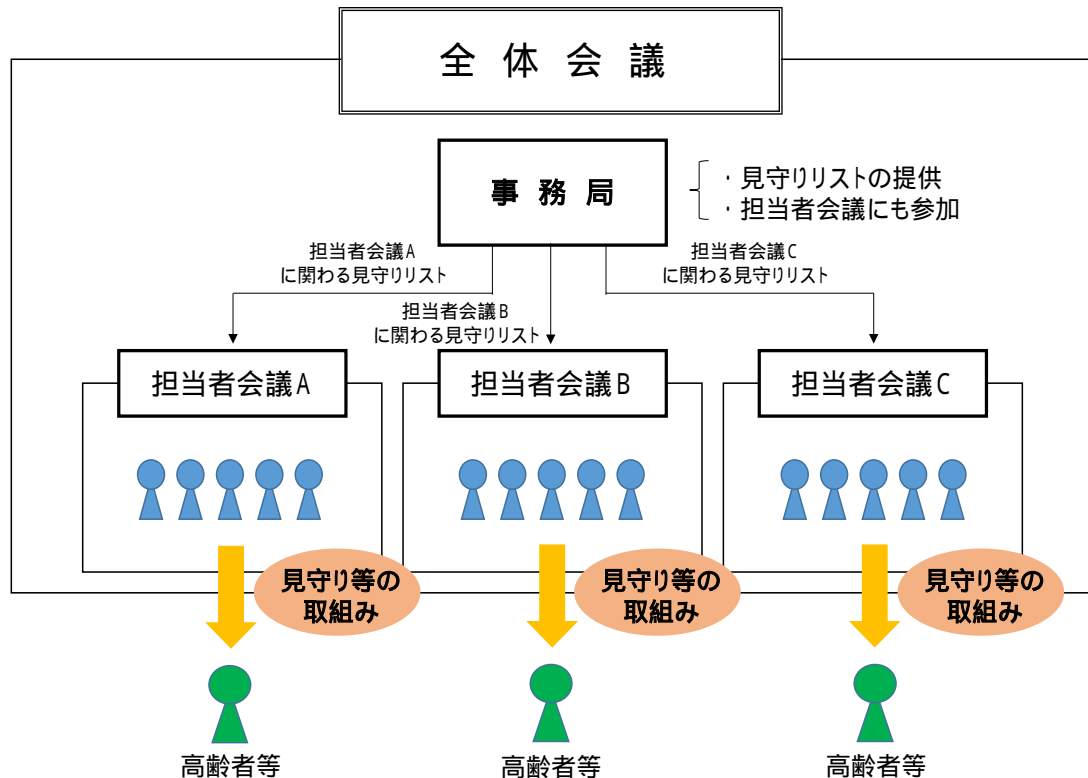 全体会議
事務局
・見守りリストの提供
・担当者会議にも参加
担当者会議A
に関わる見守りリスト
担当者会議B
に関わる見守りリスト
担当者会議C
に関わる見守りリスト
担当者会議A
担当者会議B
担当者会議C
見守り等の
取組み
見守り等の
取組み
見守り等の
取組み
高齢者等
高齢者等
高齢者等